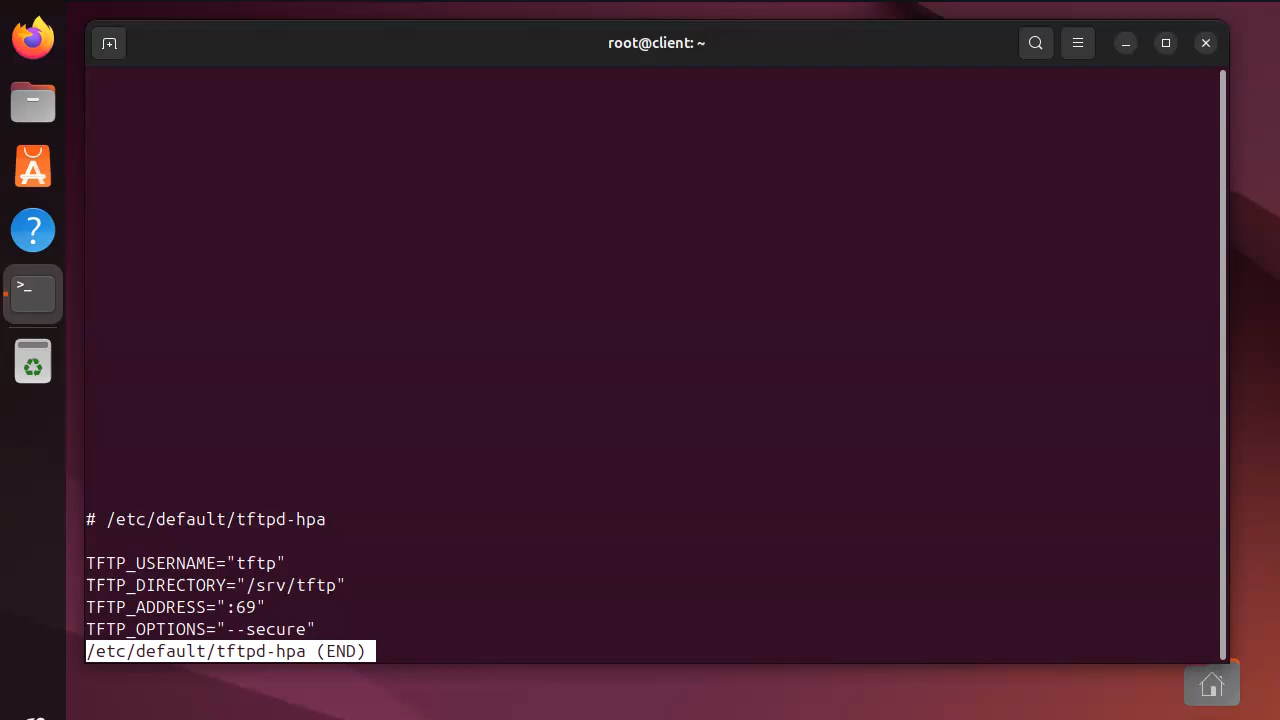 root@client: ~
>_
?
# /etc/default/tftpd-hpa
TFTP_USERNAME="tftp"
TFTP_DIRECTORY="/srv/tftp"
TFTP_ADDRESS=":69"
TFTP_OPTIONS="--secure"
/etc/default/tftpd-hpa (END)